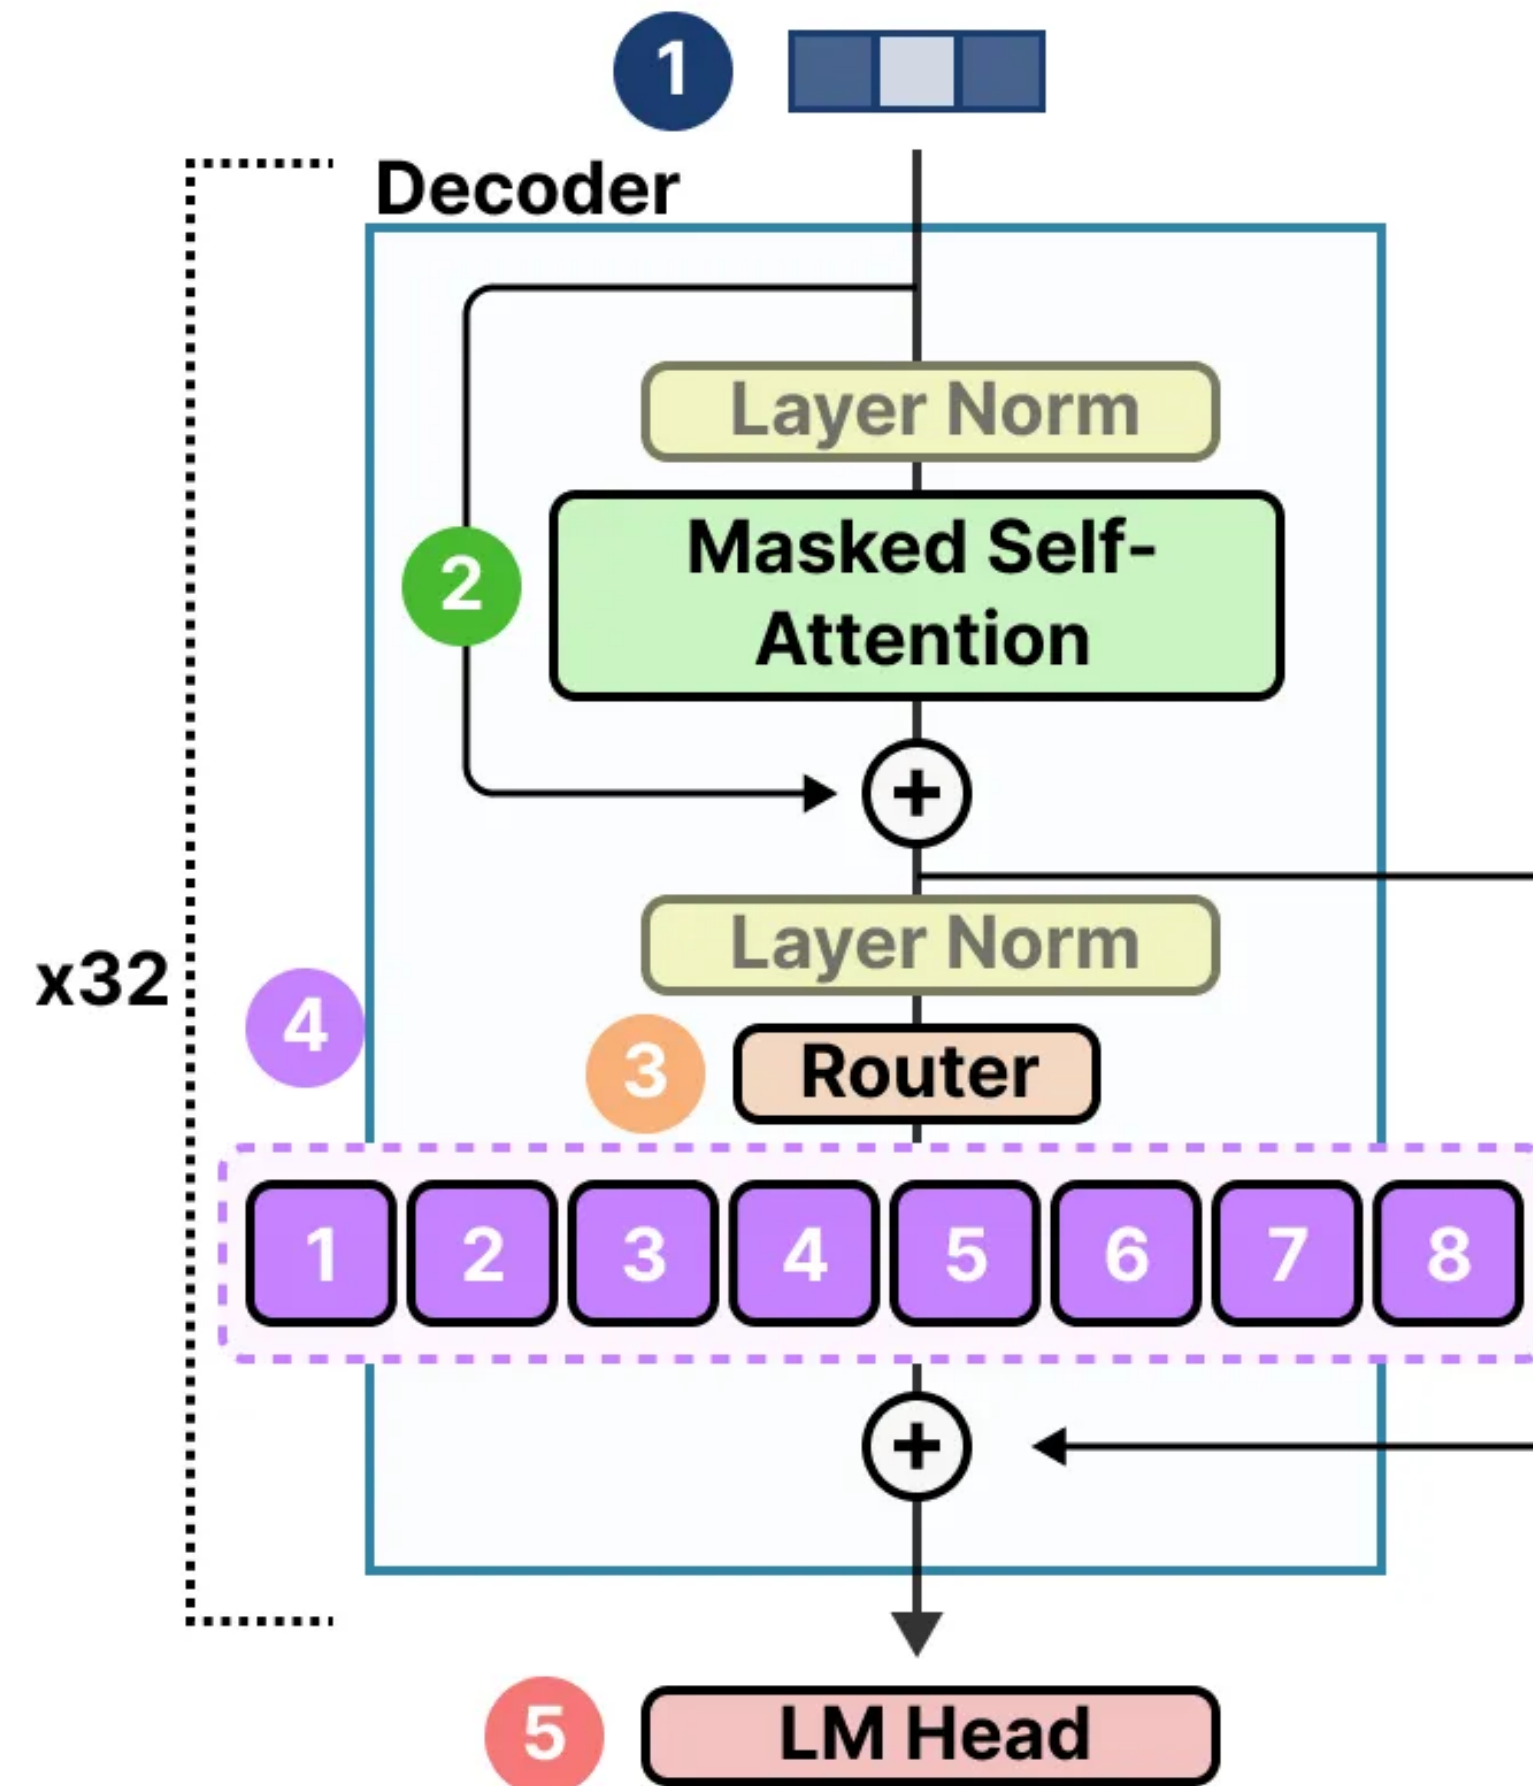 1
Decoder
Layer Norm
2
Masked Self-
Attention
+
Layer Norm
x32
4
3
Router
1 2 3 4 5 6 7 8
+
5
LM Head